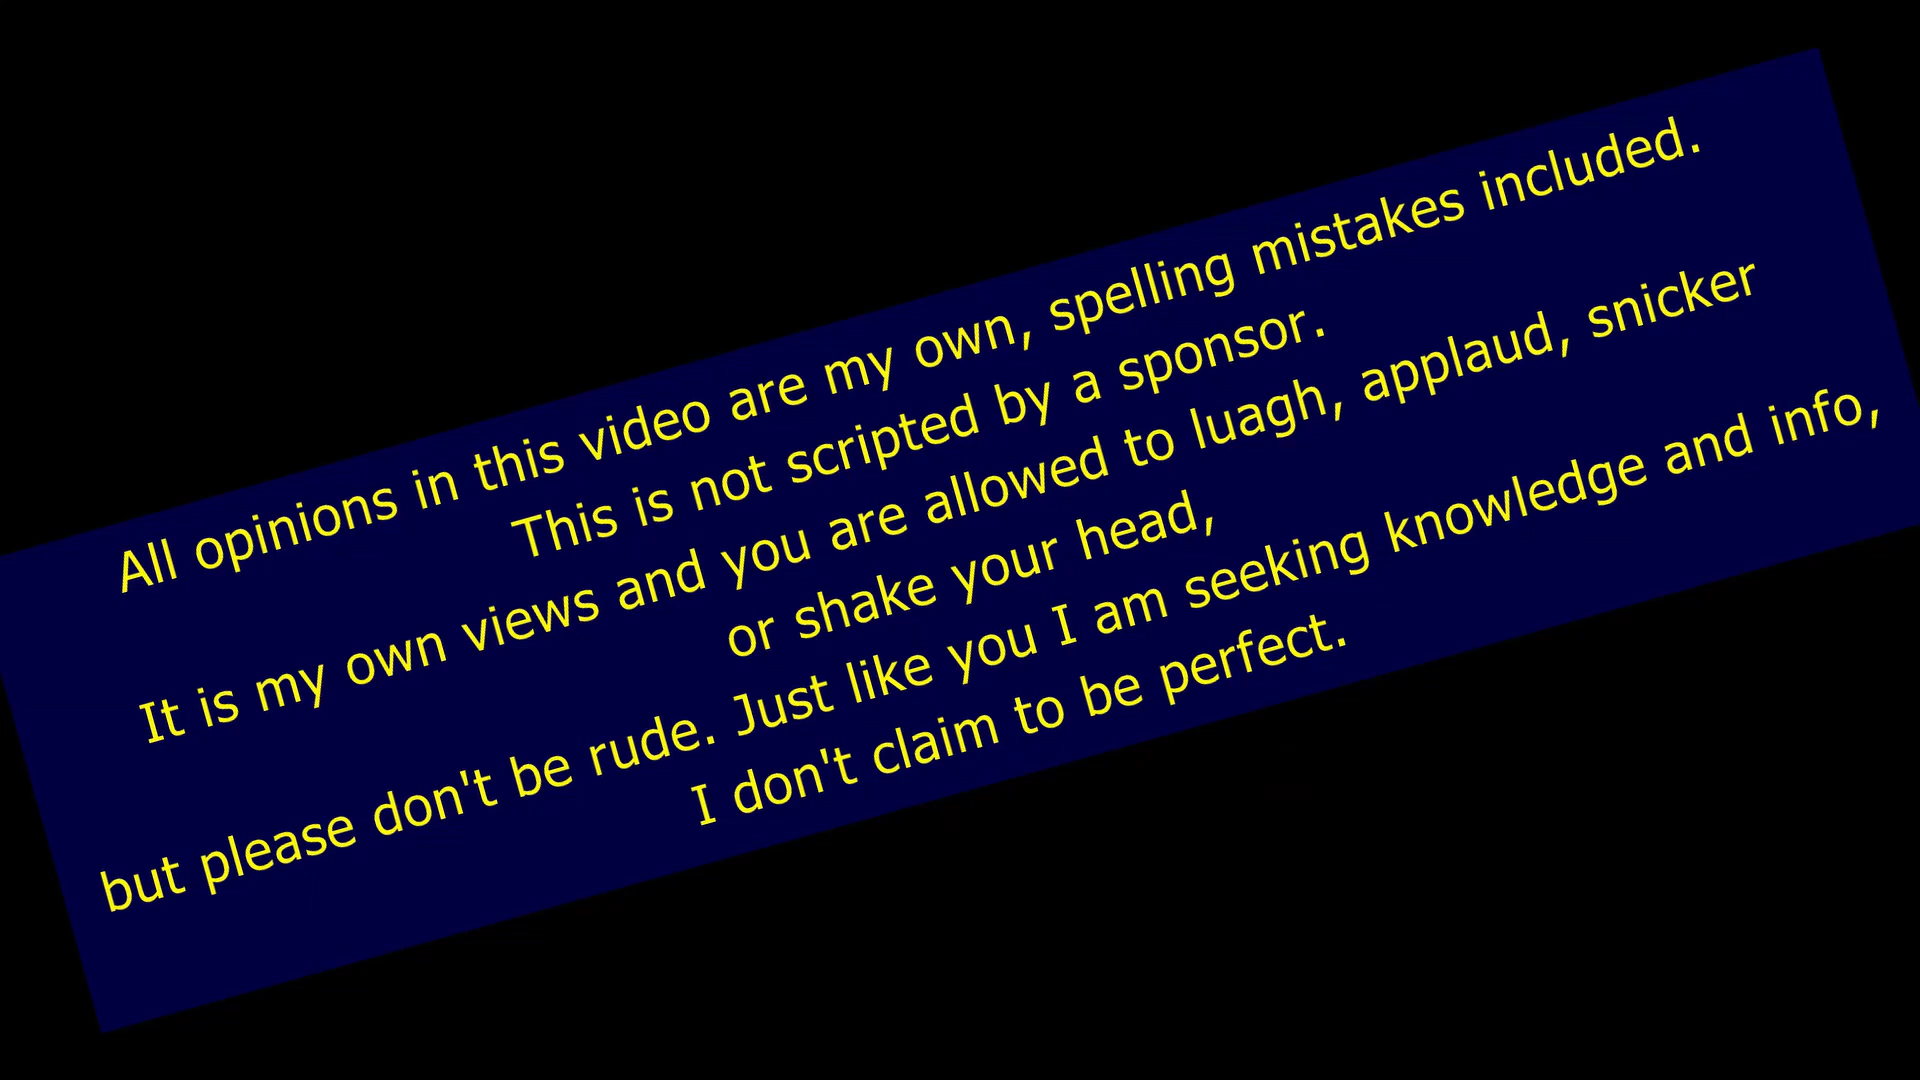 All opinions in this video are my own, spelling mistakes included.
This is not scripted by a sponsor.
It is my own views and you are allowed to luagh, applaud, snicker
or shake your head,
but please don't be rude. Just like you I am seeking knowledge and info,
I don't claim to be perfect.